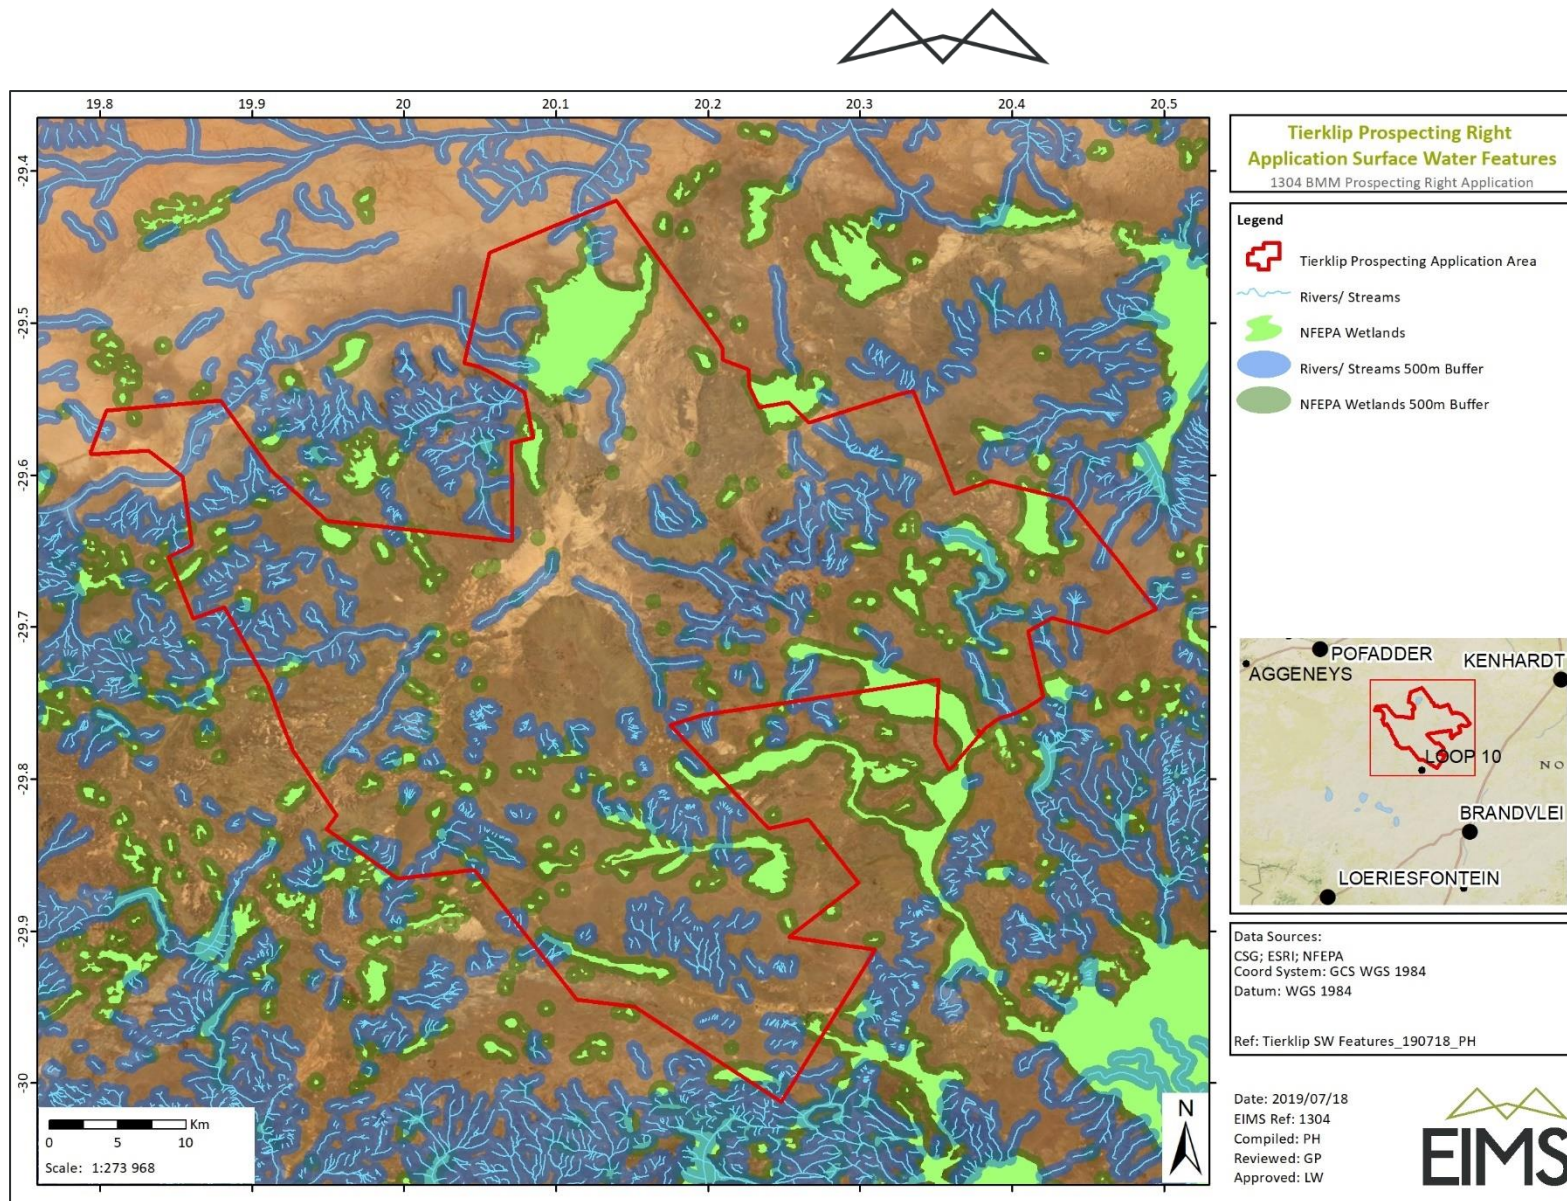 19.8 19.9 20 20.1 20.2 20.3 20.4 20.5
-29.4
-29.5
-29.6
-29.7
-29.8
-29.9
-30
Km
0 5 10
Scale: 1:273 968
N
Tierklip Prospecting Right
Application Surface Water Features
1304 BMM Prospecting Right Application
Legend
Tierklip Prospecting Application Area
Rivers/ Streams
NFEPA Wetlands
Rivers/ Streams 500m Buffer
NFEPA Wetlands 500m Buffer
POFADDER
AGGENEYS
KENHARDT
LOOP 10
N O
BRANDVLEI
LOERIESFONTEIN
Data Sources:
CSG; ESRI; NFEPA
Coord System: GCS WGS 1984
Datum: WGS 1984
Ref: Tierklip SW Features_190718_PH
Date: 2019/07/18
EIMS Ref: 1304
Compiled: PH
Reviewed: GP
Approved: LW
EIMS